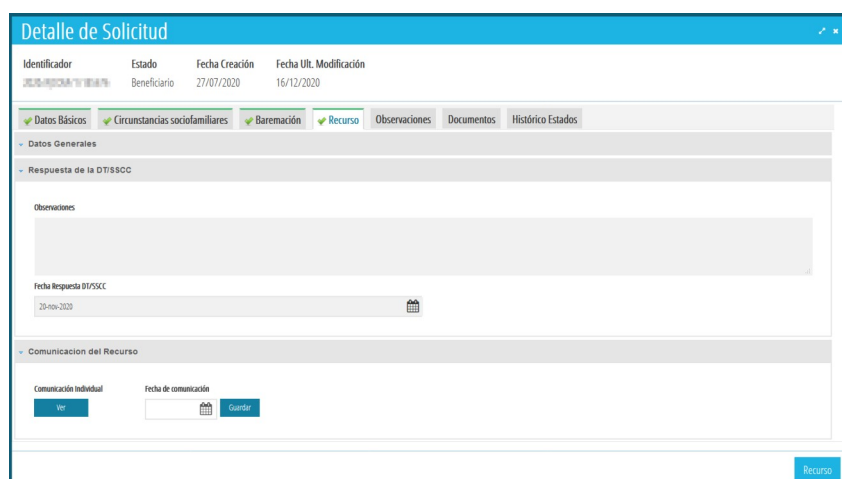 Detalle de Solicitud
Identificador Estado Fecha Creación Fecha Ult. Modificación
Beneficiario 27/07/2020 16/12/2020
Datos Básicos Circunstancias sociofamiliares Baremación Recurso Observaciones Documentos Histórico Estados
Datos Generales
Respuesta de la DT/SSCC
Observaciones
Fecha Respuesta DT/SSCC
20-nov-2020
Comunicacion del Recurso
Comunicación Individual Fecha de comunicación
Ver Guardar
Recurso